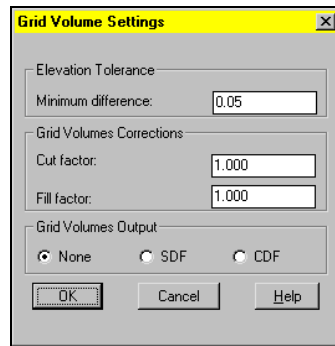 Grid Volume Settings
Elevation Tolerance
Minimum difference: 0.05
Grid Volumes Corrections
Cut factor: 1.000
Fill factor: 1.000
Grid Volumes Output
None SDF CDF
OK Cancel Help